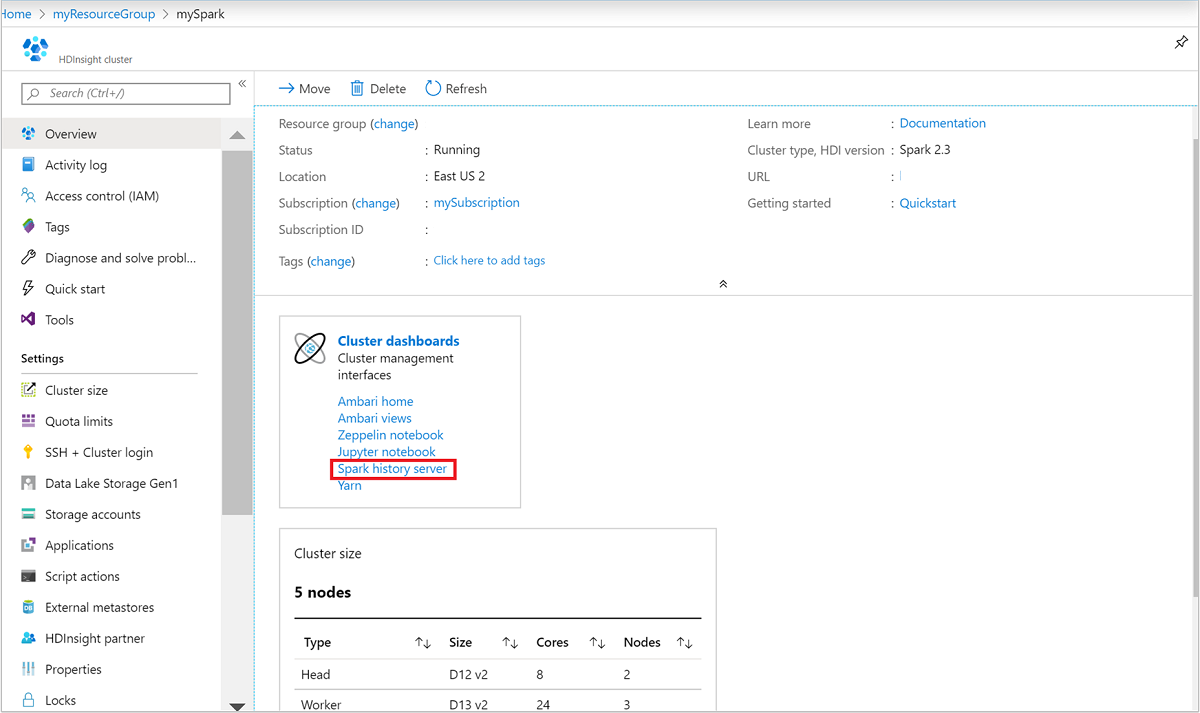 Home > myResourceGroup > mySpark
HDInsight cluster
Search (Ctrl+/)
«
Overview
Activity log
Access control (IAM)
Tags
Diagnose and solve probl...
Quick start
Tools
Settings
Cluster size
Quota limits
SSH + Cluster login
Data Lake Storage Gen1
Storage accounts
Applications
Script actions
External metastores
HDInsight partner
Properties
Locks
Move Delete Refresh
Resource group (change)
Status : Running
Location : East US 2
Subscription (change) : mySubscription
Subscription ID :
Tags (change) : Click here to add tags
Learn more : Documentation
Cluster type, HDI version : Spark 2.3
URL :
Getting started : Quickstart
Cluster dashboards
Cluster management
interfaces
Ambari home
Ambari views
Zeppelin notebook
Jupyter notebook
Spark history server
Yarn
Cluster size
5 nodes
Type Size Cores Nodes
Head D12 v2 8 2
Worker D13 v2 24 3